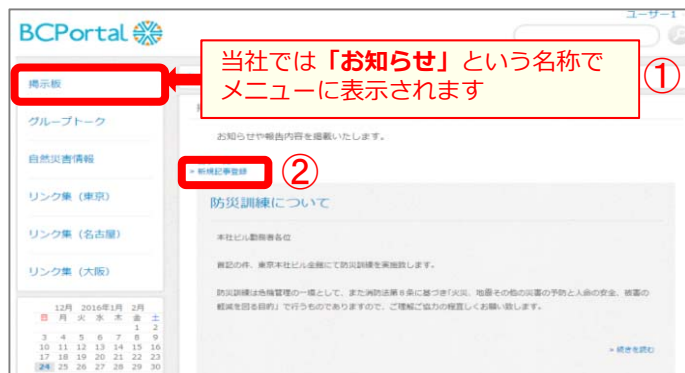 ユーザー1
BCPortal
当社では「お知らせ」という名称で
メニューに表示されます
①
掲示板
グループトーク
お知らせや報告内容を掲載いたします。
自然災害情報
» 新規記事登録
②
リンク集（東京）
防災訓練について
リンク集（名古屋）
本社ビル勤務者各位
リンク集（大阪）
首記の件、東京本社ビル全館にて防災訓練を実施致します。
防災訓練は危機管理の一環として、また消防法第8条に基づき「火災、地震その他の災害の予防と人命の安全、被害の
軽減を図る目的」で行うものでありますので、ご理解ご協力の程宜しくお願い致します。
» 続きを読む
12月 2016年1月 2月
日 月 火 水 木 金 土
1 2
3 4 5 6 7 8 9
10 11 12 13 14 15 16
17 18 19 20 21 22 23
24 25 26 27 28 29 30